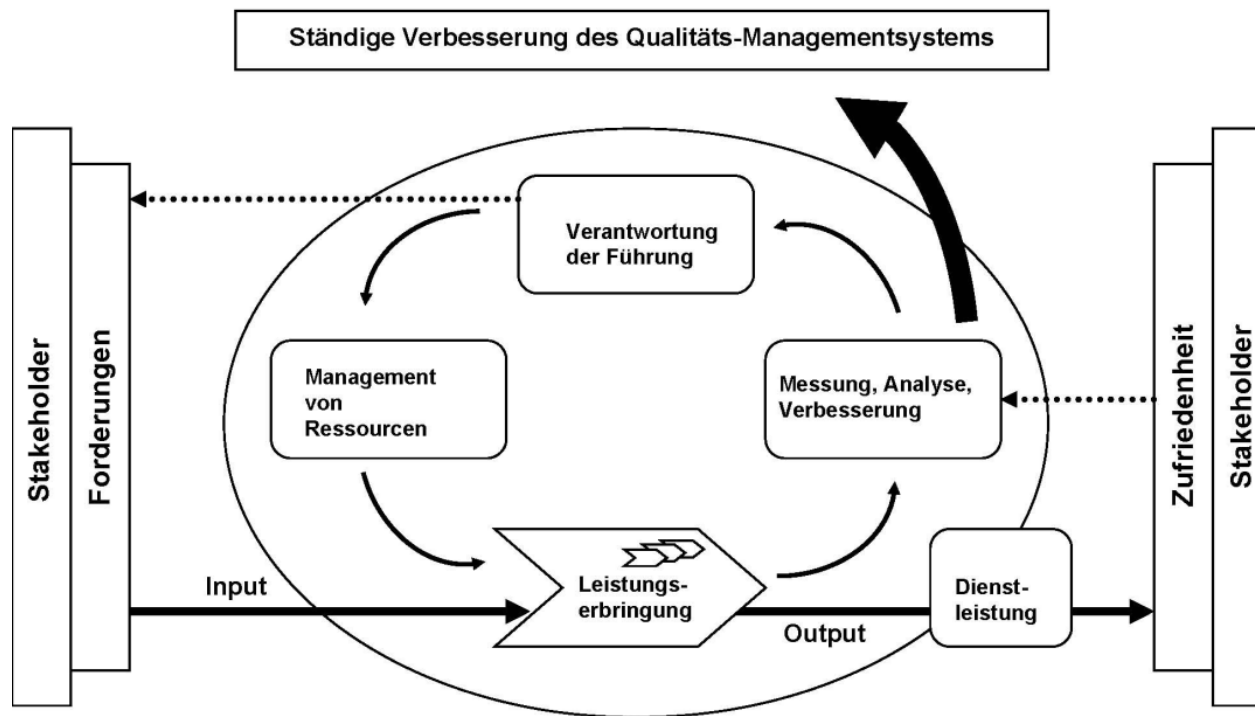 Ständige Verbesserung des Qualitäts-Managementsystems
Stakeholder
Forderungen
Verantwortung
der Führung
Management
von
Ressourcen
Messung, Analyse,
Verbesserung
Zufriedenheit
Stakeholder
Input
Leistungs-
erbringung
Output
Dienst-
leistung